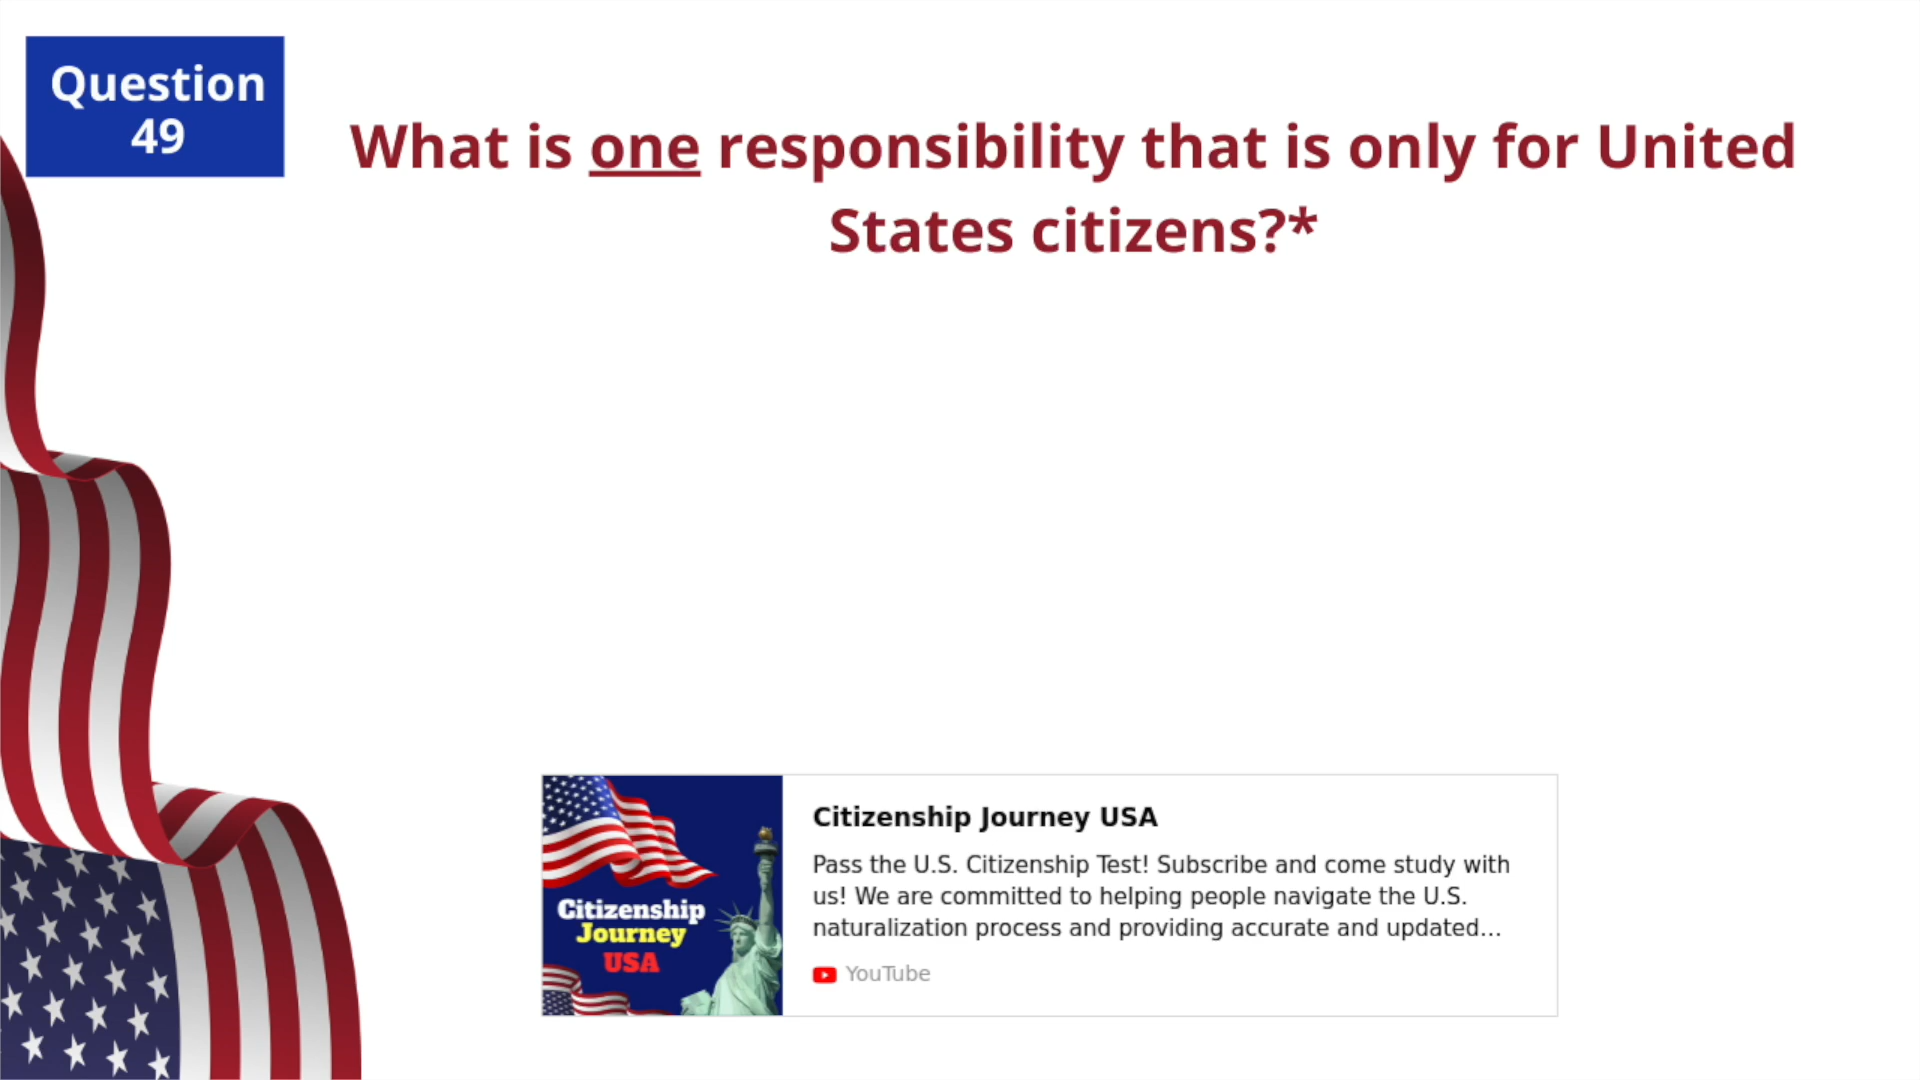 Question
49
What is one responsibility that is only for United
States citizens?*
Citizenship
Journey
USA
Citizenship Journey USA
Pass the U.S. Citizenship Test! Subscribe and come study with
us! We are committed to helping people navigate the U.S.
naturalization process and providing accurate and updated...
YouTube